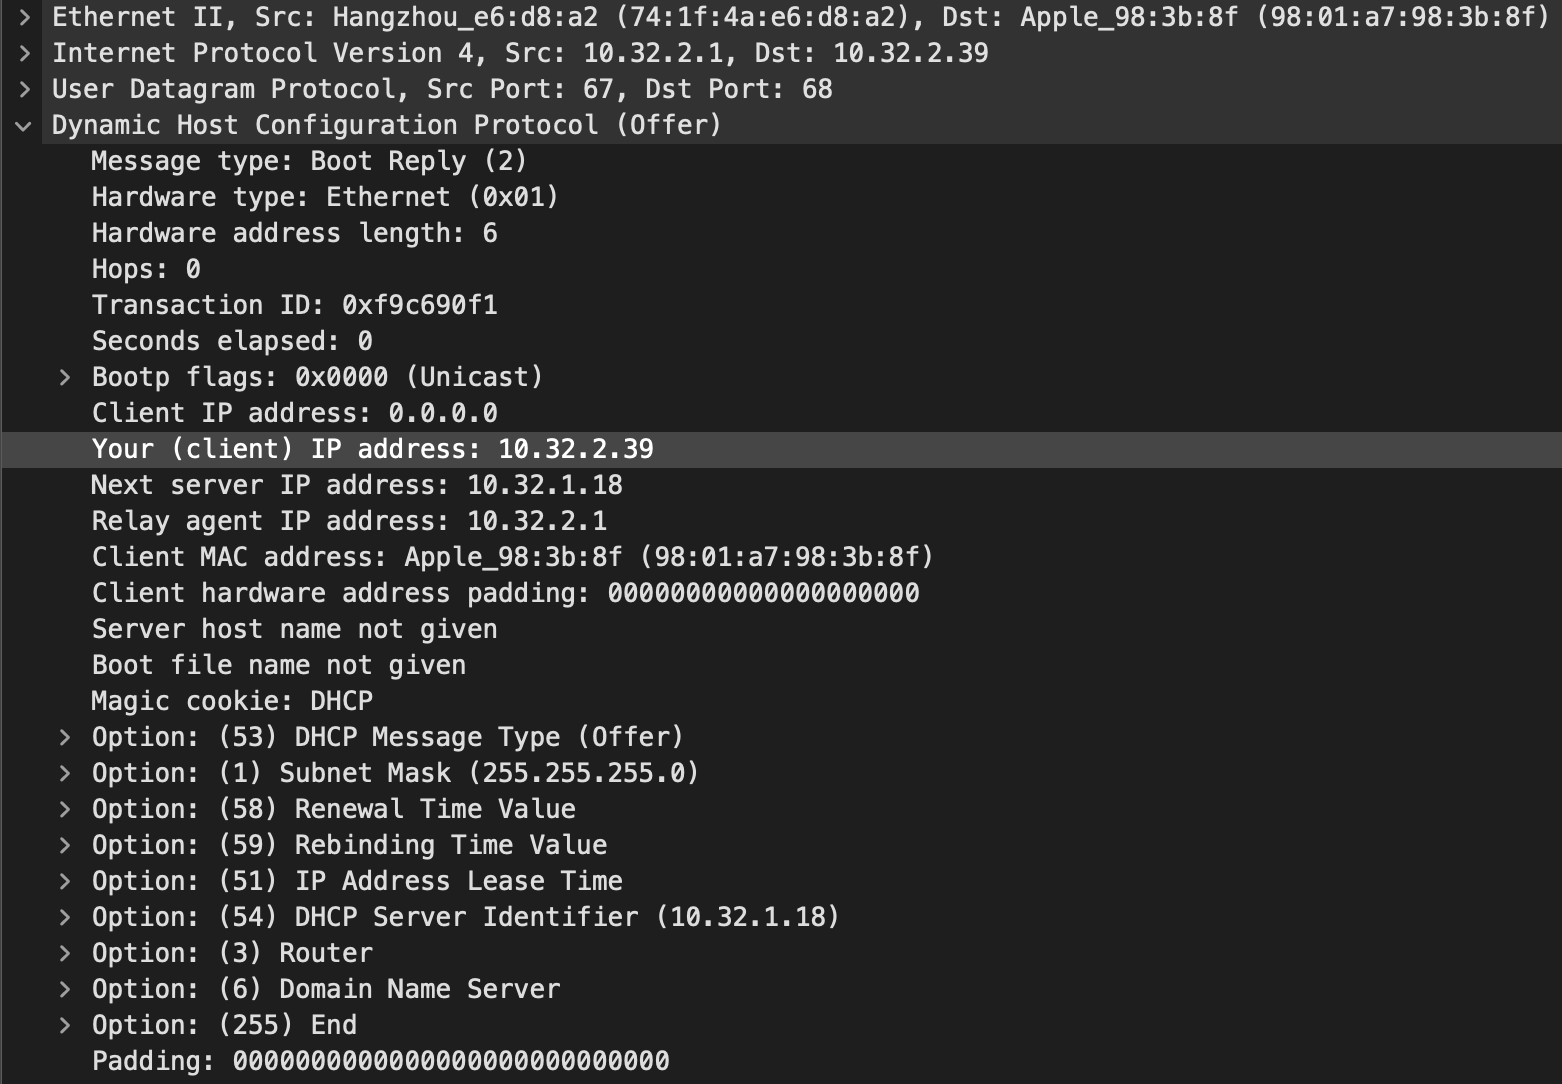 Ethernet II, Src: Hangzhou_e6:d8:a2 (74:1f:4a:e6:d8:a2), Dst: Apple_98:3b:8f (98:01:a7:98:3b:8f)
Internet Protocol Version 4, Src: 10.32.2.1, Dst: 10.32.2.39
User Datagram Protocol, Src Port: 67, Dst Port: 68
Dynamic Host Configuration Protocol (Offer)
Message type: Boot Reply (2)
Hardware type: Ethernet (0x01)
Hardware address length: 6
Hops: 0
Transaction ID: 0xf9c690f1
Seconds elapsed: 0
Bootp flags: 0x0000 (Unicast)
Client IP address: 0.0.0.0
Your (client) IP address: 10.32.2.39
Next server IP address: 10.32.1.18
Relay agent IP address: 10.32.2.1
Client MAC address: Apple_98:3b:8f (98:01:a7:98:3b:8f)
Client hardware address padding: 00000000000000000000
Server host name not given
Boot file name not given
Magic cookie: DHCP
Option: (53) DHCP Message Type (Offer)
Option: (1) Subnet Mask (255.255.255.0)
Option: (58) Renewal Time Value
Option: (59) Rebinding Time Value
Option: (51) IP Address Lease Time
Option: (54) DHCP Server Identifier (10.32.1.18)
Option: (3) Router
Option: (6) Domain Name Server
Option: (255) End
Padding: 0000000000000000000000000000